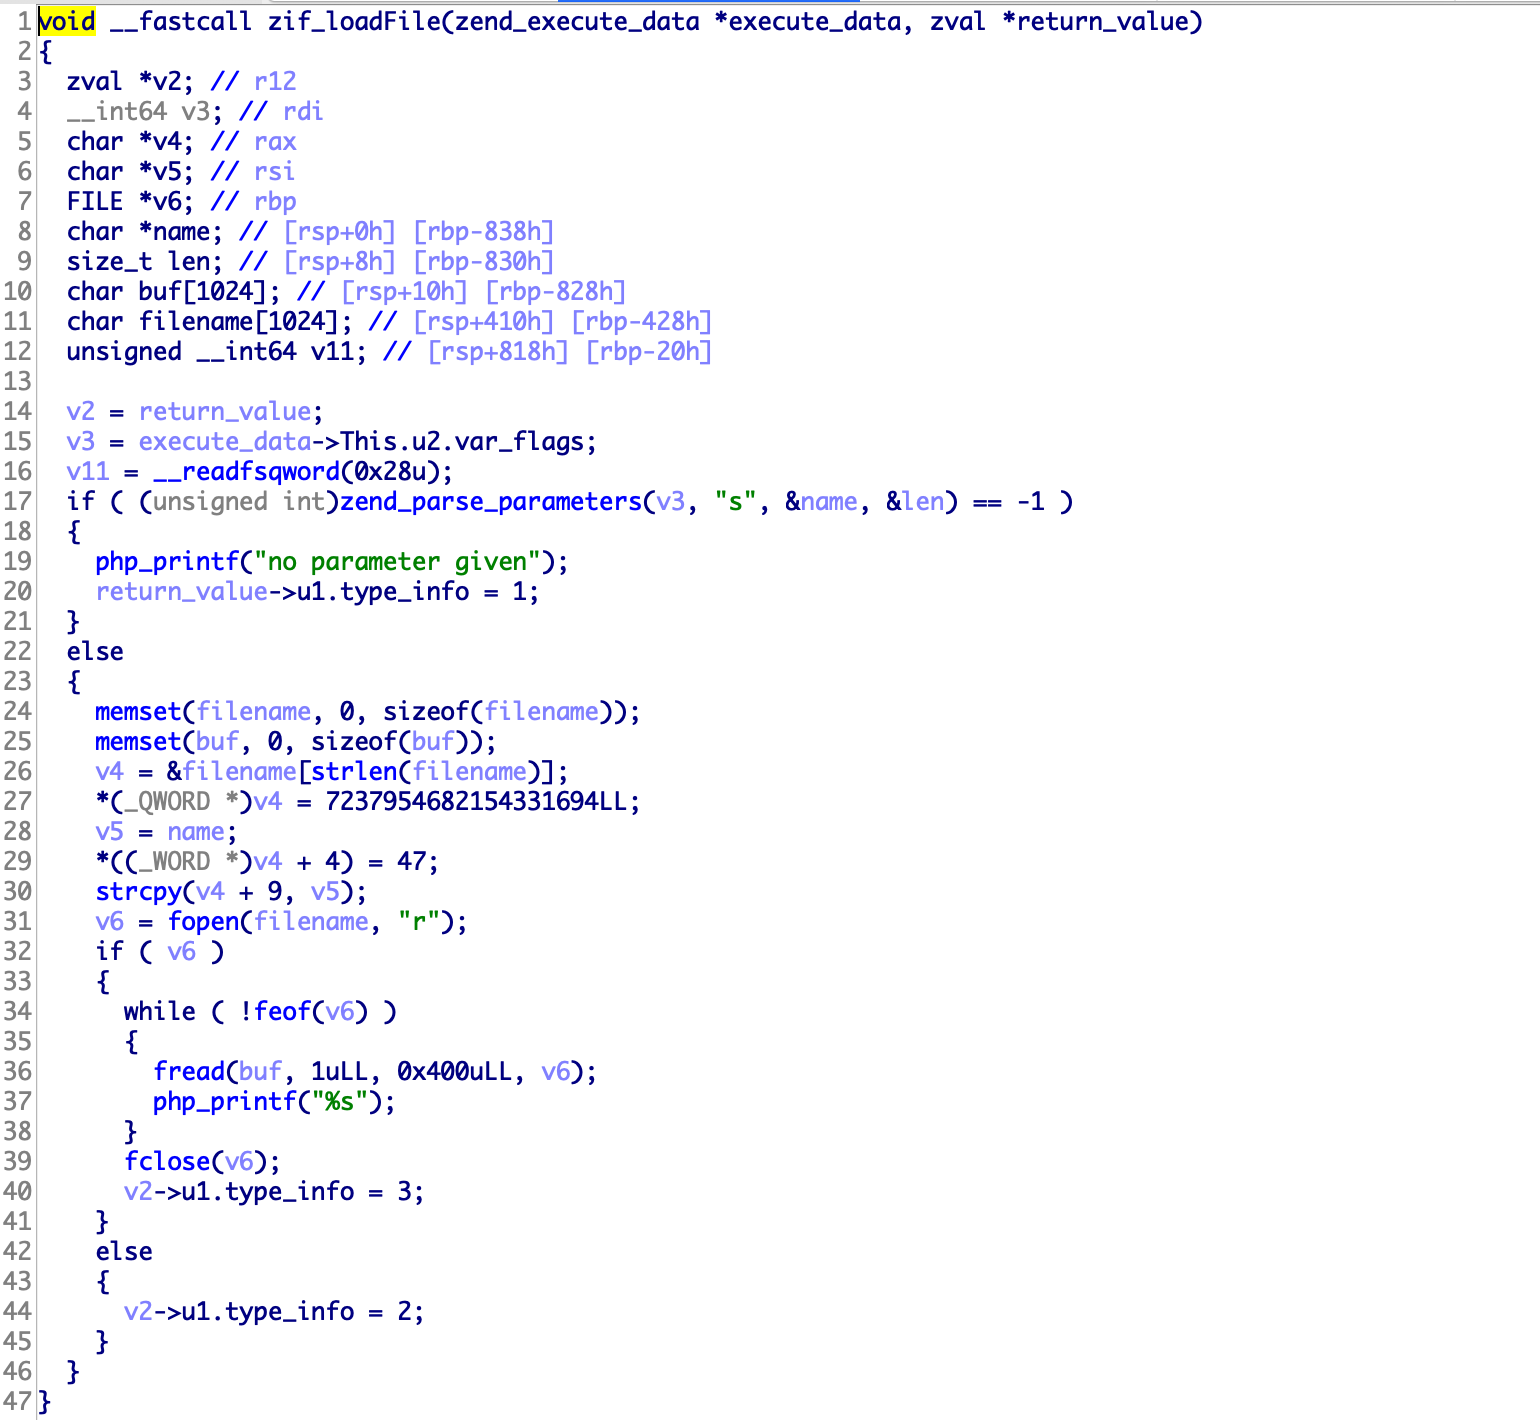 1 void __fastcall zif_loadFile(zend_execute_data *execute_data, zval *return_value)
2 {
3   zval *v2; // r12
4   __int64 v3; // rdi
5   char *v4; // rax
6   char *v5; // rsi
7   FILE *v6; // rbp
8   char *name; // [rsp+0h] [rbp-838h]
9   size_t len; // [rsp+8h] [rbp-830h]
10   char buf[1024]; // [rsp+10h] [rbp-828h]
11   char filename[1024]; // [rsp+410h] [rbp-428h]
12   unsigned __int64 v11; // [rsp+818h] [rbp-20h]
13
14   v2 = return_value;
15   v3 = execute_data->This.u2.var_flags;
16   v11 = __readfsqword(0x28u);
17   if ( (unsigned int)zend_parse_parameters(v3, "s", &name, &len) == -1 )
18   {
19     php_printf("no parameter given");
20     return_value->u1.type_info = 1;
21   }
22   else
23   {
24     memset(filename, 0, sizeof(filename));
25     memset(buf, 0, sizeof(buf));
26     v4 = &filename[strlen(filename)];
27     *(_QWORD *)v4 = 7237954682154331694LL;
28     v5 = name;
29     *((_WORD *)v4 + 4) = 47;
30     strcpy(v4 + 9, v5);
31     v6 = fopen(filename, "r");
32     if ( v6 )
33     {
34       while ( !feof(v6) )
35       {
36         fread(buf, 1uLL, 0x400uLL, v6);
37         php_printf("%s");
38       }
39       fclose(v6);
40       v2->u1.type_info = 3;
41     }
42     else
43     {
44       v2->u1.type_info = 2;
45     }
46   }
47 }